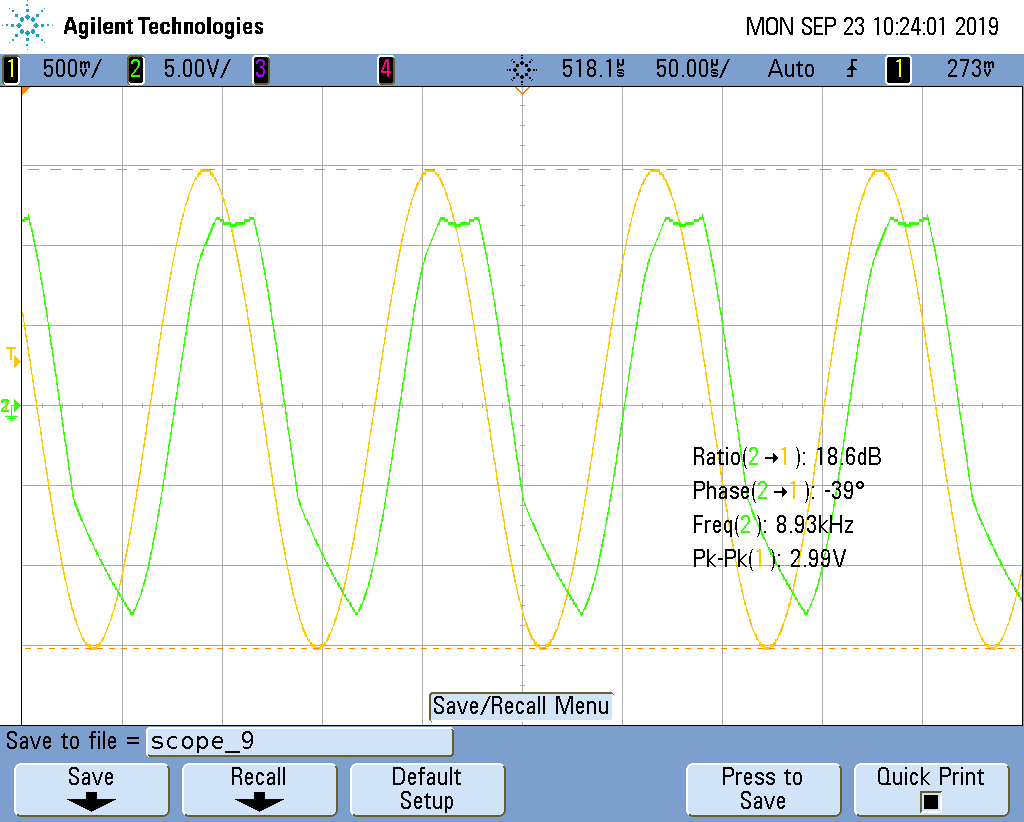 Agilent Technologies
MON SEP 23 10:24:01 2019
1 500mV/ 2 5.00V/ 3 4 518.1µs 50.00µs/ Auto 1 273mV
T
2
Ratio(2→1): 18.6dB
Phase(2→1): -39°
Freq(2): 8.93kHz
Pk-Pk(1): 2.99V
Save/Recall Menu
Save to file = scope_9
Save
Recall
Default
Setup
Press to
Save
Quick Print